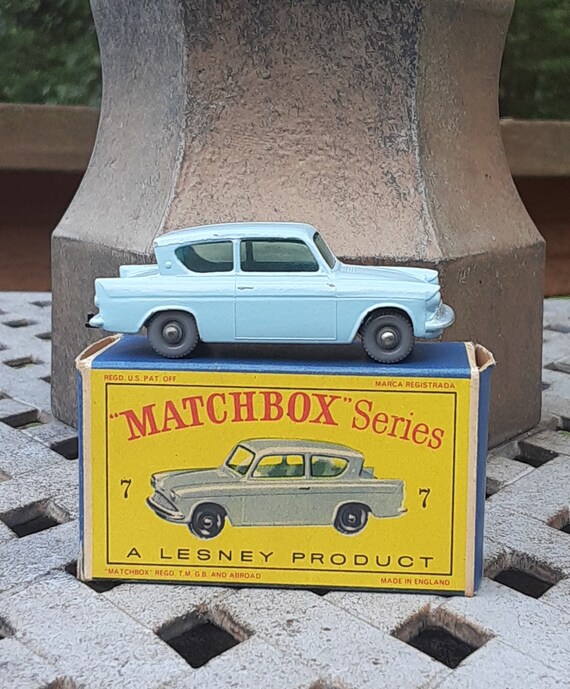 REGD. U.S. PAT. OFF MARCA REGISTRADA
"MATCHBOX" Series
7 7
A LESNEY PRODUCT
"MATCHBOX" REGD. T.M. G.B. AND ABROAD MADE IN ENGLAND